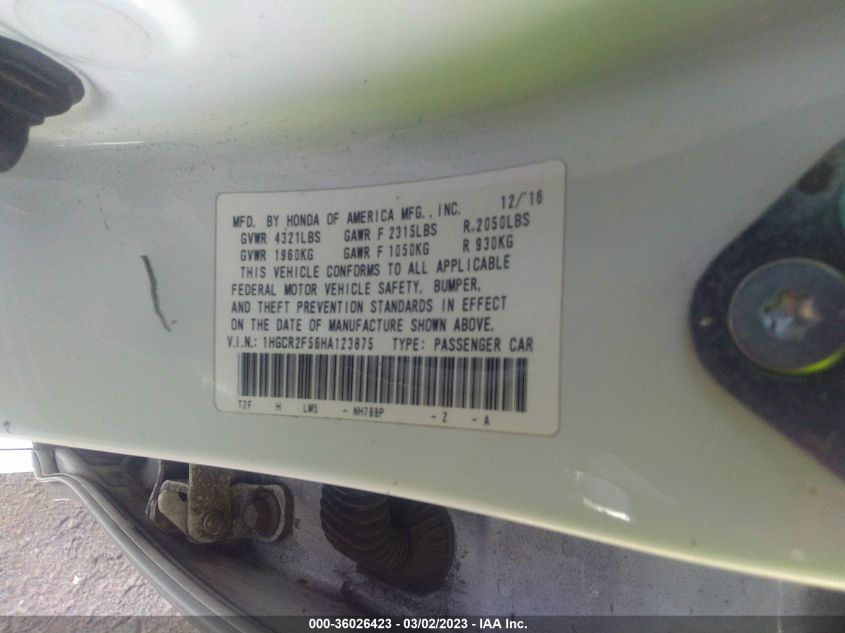 MFD. BY HONDA OF AMERICA MFG., INC. 12/'16
GVWR 4321LBS GAWR F 2315LBS R 2050LBS
GVWR 1960KG GAWR F 1050KG R 930KG
THIS VEHICLE CONFORMS TO ALL APPLICABLE
FEDERAL MOTOR VEHICLE SAFETY, BUMPER,
AND THEFT PREVENTION STANDARDS IN EFFECT
ON THE DATE OF MANUFACTURE SHOWN ABOVE.
V.I.N.: 1HGCR2F56HA123675 TYPE: PASSENGER CAR
T2F H LM5 - NH788P - Z - A
000-36026423 - 03/02/2023 - IAA Inc.